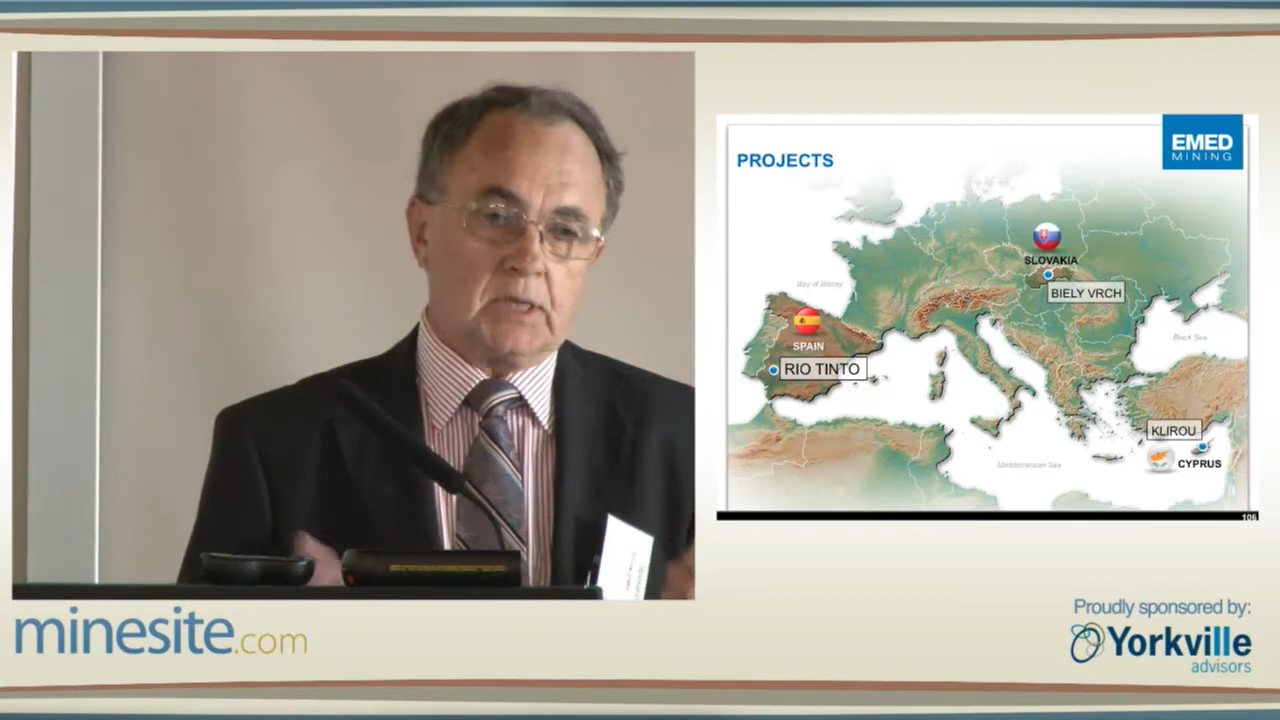 EMED
MINING
PROJECTS
SLOVAKIA
BIELY VRCH
Bay of Biscay
SPAIN
RIO TINTO
Black Sea
KLIROU
CYPRUS
Mediterranean Sea
106
minesite.com
Proudly sponsored by:
Yorkville
advisors